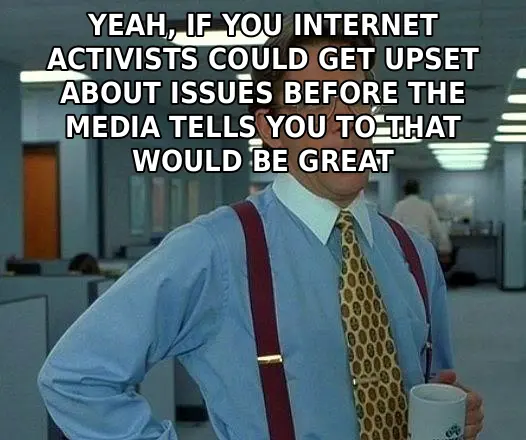 YEAH, IF YOU INTERNET
ACTIVISTS COULD GET UPSET
ABOUT ISSUES BEFORE THE
MEDIA TELLS YOU TO THAT
WOULD BE GREAT